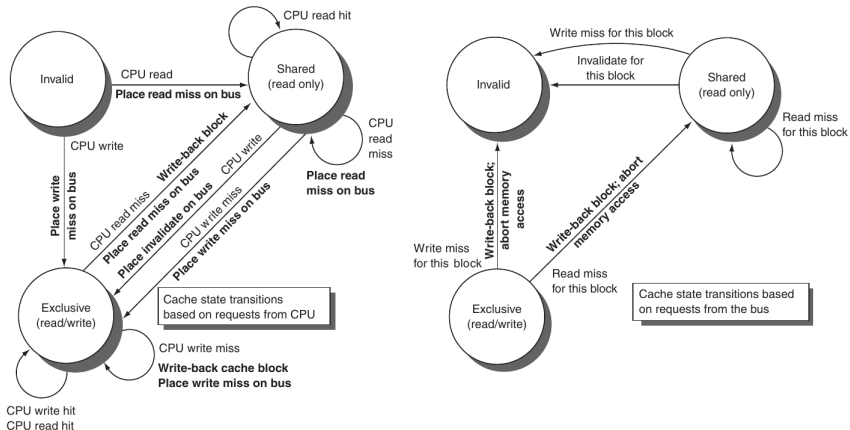 CPU read hit
Invalid
CPU read
Place read miss on bus
Shared
(read only)
CPU write
Place write
miss on bus
CPU
read
miss
Place read
miss on bus
CPU read miss
Write-back block
Place read miss on bus
Place invalidate on bus
CPU write
CPU write miss
Place write miss on bus
Exclusive
(read/write)
Cache state transitions
based on requests from CPU
CPU write miss
Write-back cache block
Place write miss on bus
CPU write hit
CPU read hit
Write miss for this block
Invalidate for
this block
Invalid
Shared
(read only)
Read miss
for this block
Write-back block;
abort memory
access
Write-back block; abort
memory access
Write miss
for this block
Read miss
for this block
Exclusive
(read/write)
Cache state transitions based
on requests from the bus